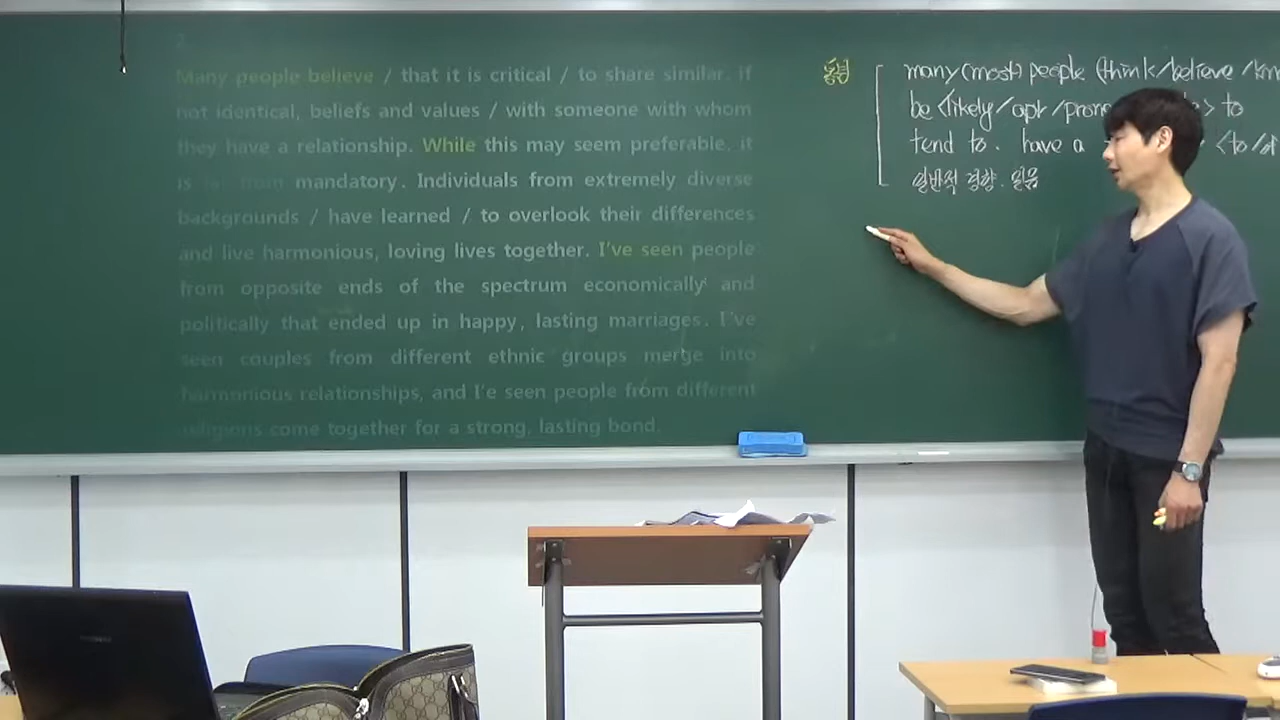 Many people believe / that it is critical / to share similar, if
not identical, beliefs and values / with someone with whom
they have a relationship. While this may seem preferable, it
is far from mandatory. Individuals from extremely diverse
backgrounds / have learned / to overlook their differences
and live harmonious, loving lives together. I've seen people
from opposite ends of the spectrum economically and
politically that ended up in happy, lasting marriages. I've
seen couples from different ethnic groups merge into
harmonious relationships, and I'e seen people from different
religions come together for a strong, lasting bond.
many(most) people (think/believe/
be <likely/apt/prone > to
tend to. have a <to/of
일반적 경향. 믿음